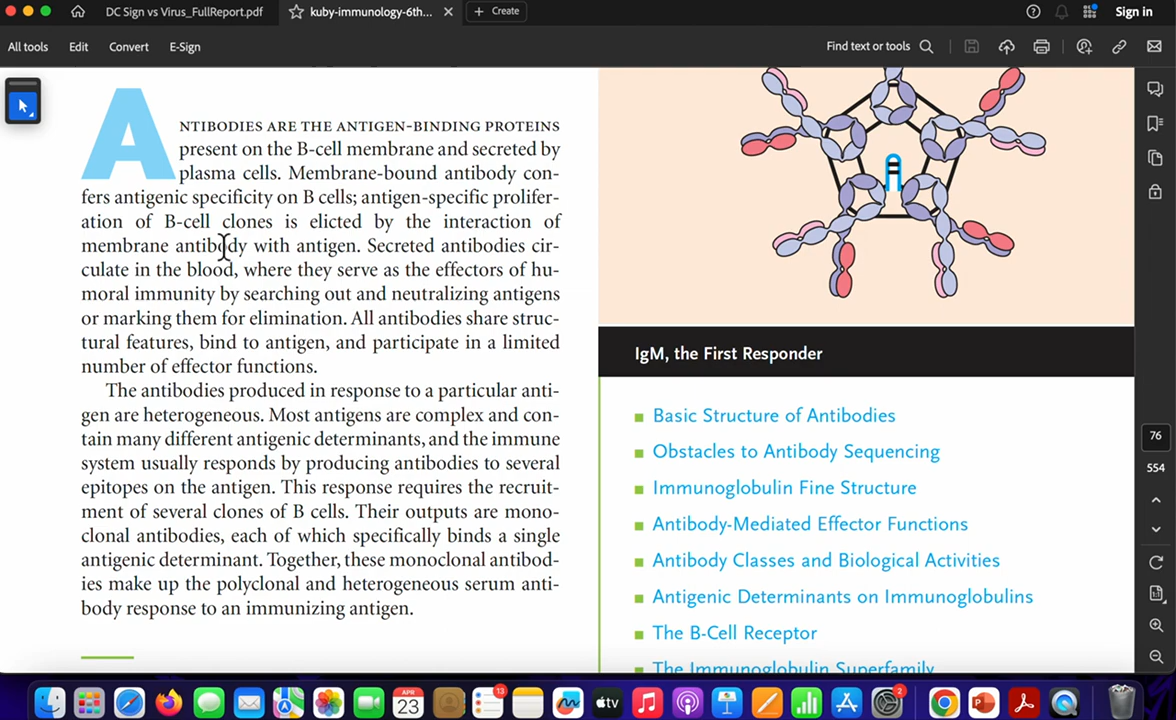 DC Sign vs Virus_FullReport.pdf
kuby-immunology-6th...
+ Create
Sign in
All tools
Edit
Convert
E-Sign
Find text or tools
ANTIBODIES ARE THE ANTIGEN-BINDING PROTEINS
present on the B-cell membrane and secreted by
plasma cells. Membrane-bound antibody con-
fers antigenic specificity on B cells; antigen-specific prolifer-
ation of B-cell clones is elicted by the interaction of
membrane antibody with antigen. Secreted antibodies cir-
culate in the blood, where they serve as the effectors of hu-
moral immunity by searching out and neutralizing antigens
or marking them for elimination. All antibodies share struc-
tural features, bind to antigen, and participate in a limited
number of effector functions.
The antibodies produced in response to a particular anti-
gen are heterogeneous. Most antigens are complex and con-
tain many different antigenic determinants, and the immune
system usually responds by producing antibodies to several
epitopes on the antigen. This response requires the recruit-
ment of several clones of B cells. Their outputs are mono-
clonal antibodies, each of which specifically binds a single
antigenic determinant. Together, these monoclonal antibod-
ies make up the polyclonal and heterogeneous serum anti-
body response to an immunizing antigen.
IgM, the First Responder
Basic Structure of Antibodies
Obstacles to Antibody Sequencing
Immunoglobulin Fine Structure
Antibody-Mediated Effector Functions
Antibody Classes and Biological Activities
Antigenic Determinants on Immunoglobulins
The B-Cell Receptor
The Immunoglobulin Superfamily
76
554
APR
23
13
tv
2